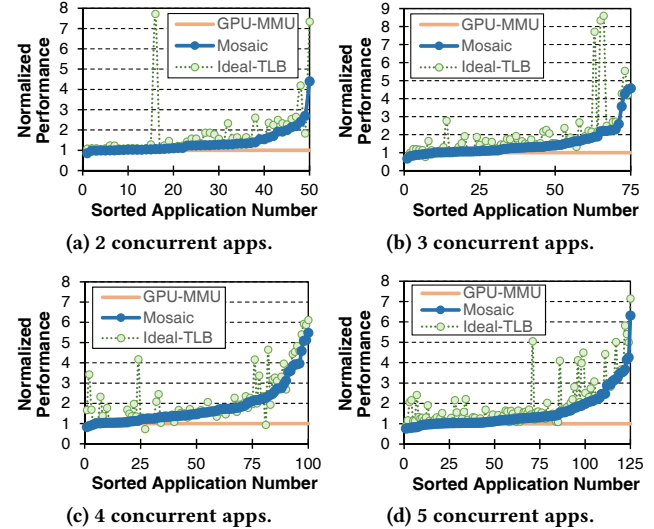 Normalized
Performance
8
7
6
5
4
3
2
1
0
GPU-MMU
Mosaic
Ideal-TLB
0 10 20 30 40 50
Sorted Application Number
(a) 2 concurrent apps.
Normalized
Performance
9
8
7
6
5
4
3
2
1
0
GPU-MMU
Mosaic
Ideal-TLB
0 25 50 75
Sorted Application Number
(b) 3 concurrent apps.
Normalized
Performance
8
7
6
5
4
3
2
1
0
GPU-MMU
Mosaic
Ideal-TLB
0 25 50 75 100
Sorted Application Number
(c) 4 concurrent apps.
Normalized
Performance
8
7
6
5
4
3
2
1
0
GPU-MMU
Mosaic
Ideal-TLB
0 25 50 75 100 125
Sorted Application Number
(d) 5 concurrent apps.